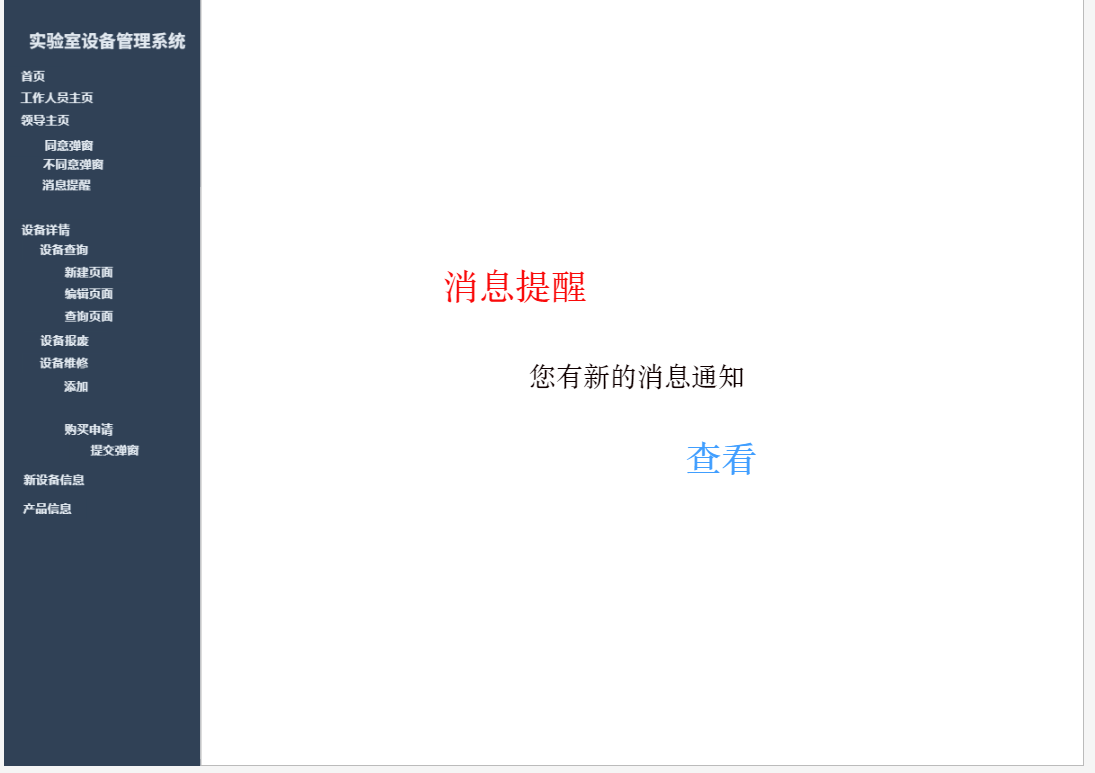 实验室设备管理系统
首页
工作人员主页
领导主页
同意弹窗
不同意弹窗
消息提醒
设备详情
设备查询
新建页面
编辑页面
查询页面
设备报废
设备维修
添加
购买申请
提交弹窗
新设备信息
产品信息
消息提醒
您有新的消息通知
查看